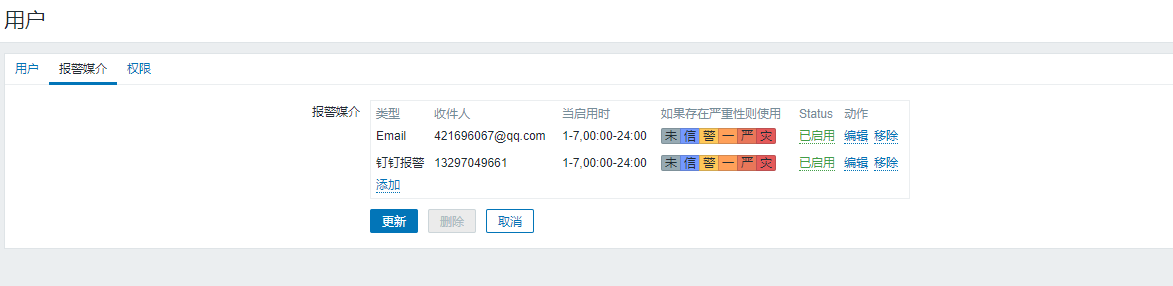 用户
用户 报警媒介 权限
报警媒介 类型 收件人 当启用时 如果存在严重性则使用 Status 动作
Email 421696067@qq.com 1-7,00:00-24:00 未 信 警 一 严 灾 已启用 编辑 移除
钉钉报警 13297049661 1-7,00:00-24:00 未 信 警 一 严 灾 已启用 编辑 移除
添加
更新 删除 取消